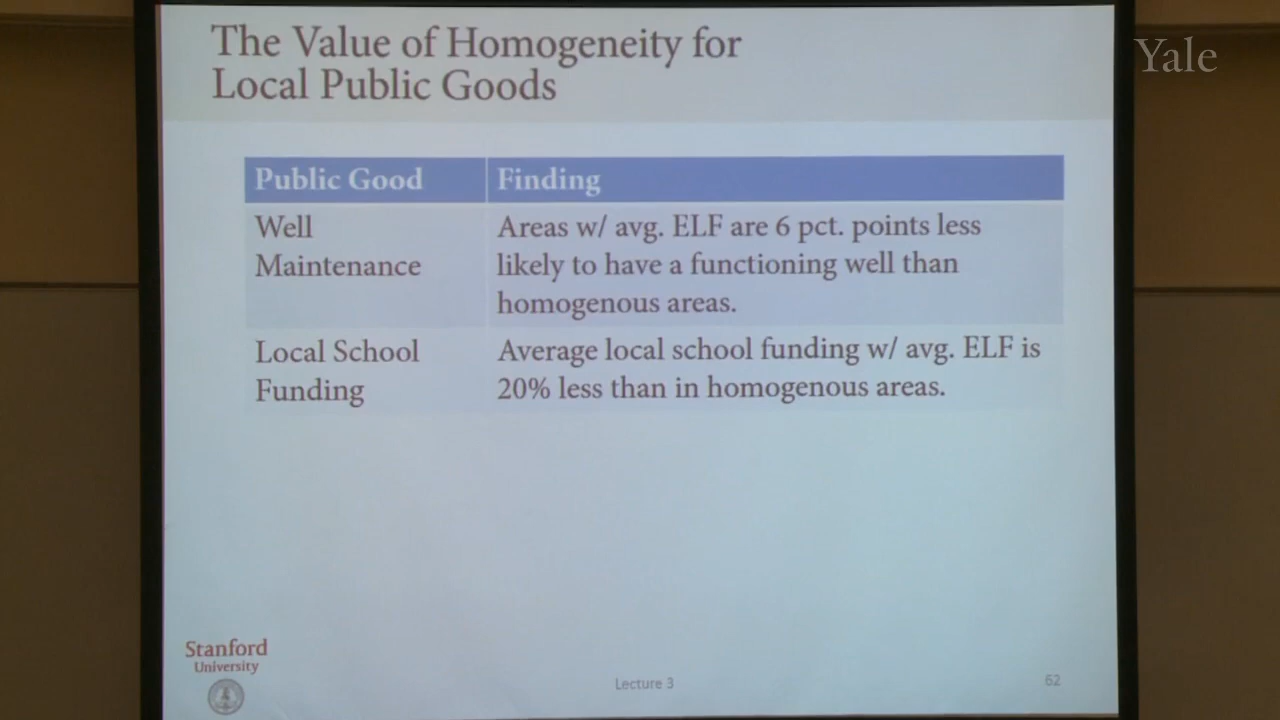 The Value of Homogeneity for
Local Public Goods
Yale
Public Good
Finding
Well
Maintenance
Areas w/ avg. ELF are 6 pct. points less
likely to have a functioning well than
homogenous areas.
Local School
Funding
Average local school funding w/ avg. ELF is
20% less than in homogenous areas.
Stanford
University
Lecture 3
62